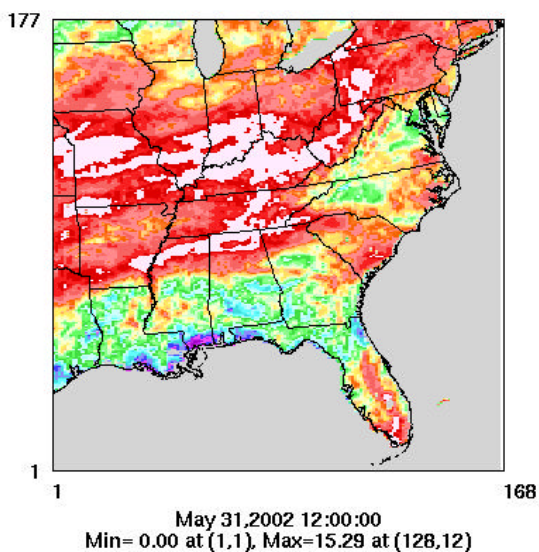 177
1
1 168
May 31,2002 12:00:00
Min= 0.00 at (1,1), Max=15.29 at (128,12)